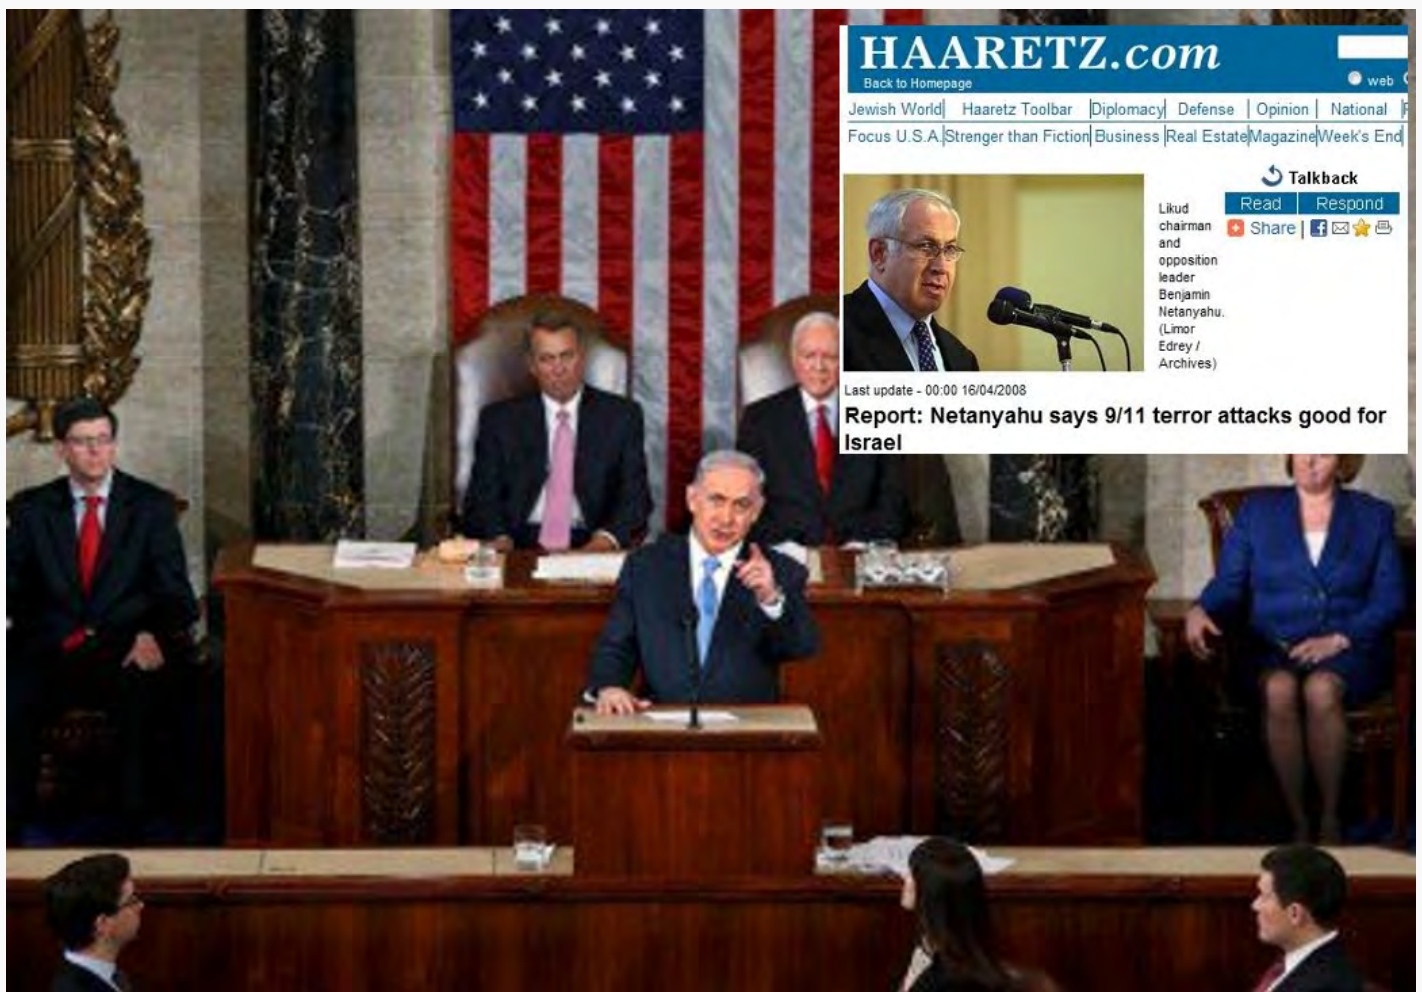 HAARETZ.com
Back to Homepage
web
Jewish World| Haaretz Toolbar |Diplomacy| Defense | Opinion | National |
Focus U.S.A.|Strenger than Fiction| Business |Real Estate|Magazine|Week's End|
Talkback
Read | Respond
Share |
Likud
chairman
and
opposition
leader
Benjamin
Netanyahu.
(Limor
Edrey /
Archives)
Last update - 00:00 16/04/2008
Report: Netanyahu says 9/11 terror attacks good for
Israel